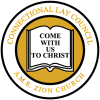 CONNECTIONAL LAY COUNCIL
COME
WITH
US
TO CHRIST
A.M.E. ZION CHURCH